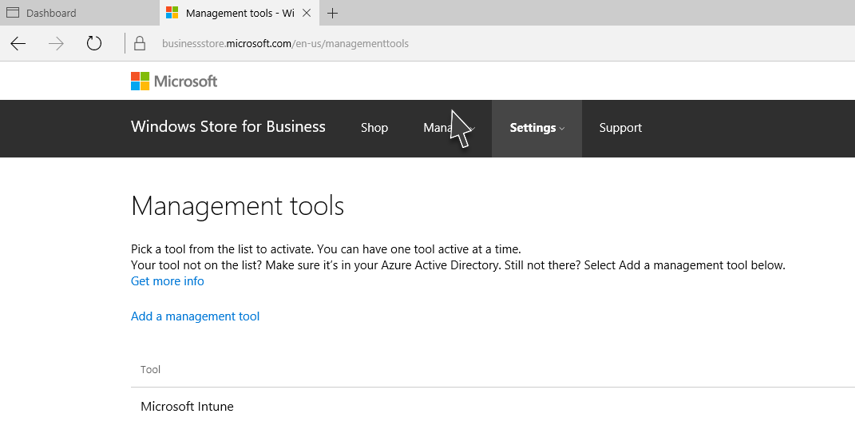 Dashboard
Management tools - Wi
businessstore.microsoft.com/en-us/managementtools
Microsoft
Windows Store for Business Shop Settings Support
Management tools
Pick a tool from the list to activate. You can have one tool active at a time.
Your tool not on the list? Make sure it's in your Azure Active Directory. Still not there? Select Add a management tool below.
Get more info
Add a management tool
Tool
Microsoft Intune